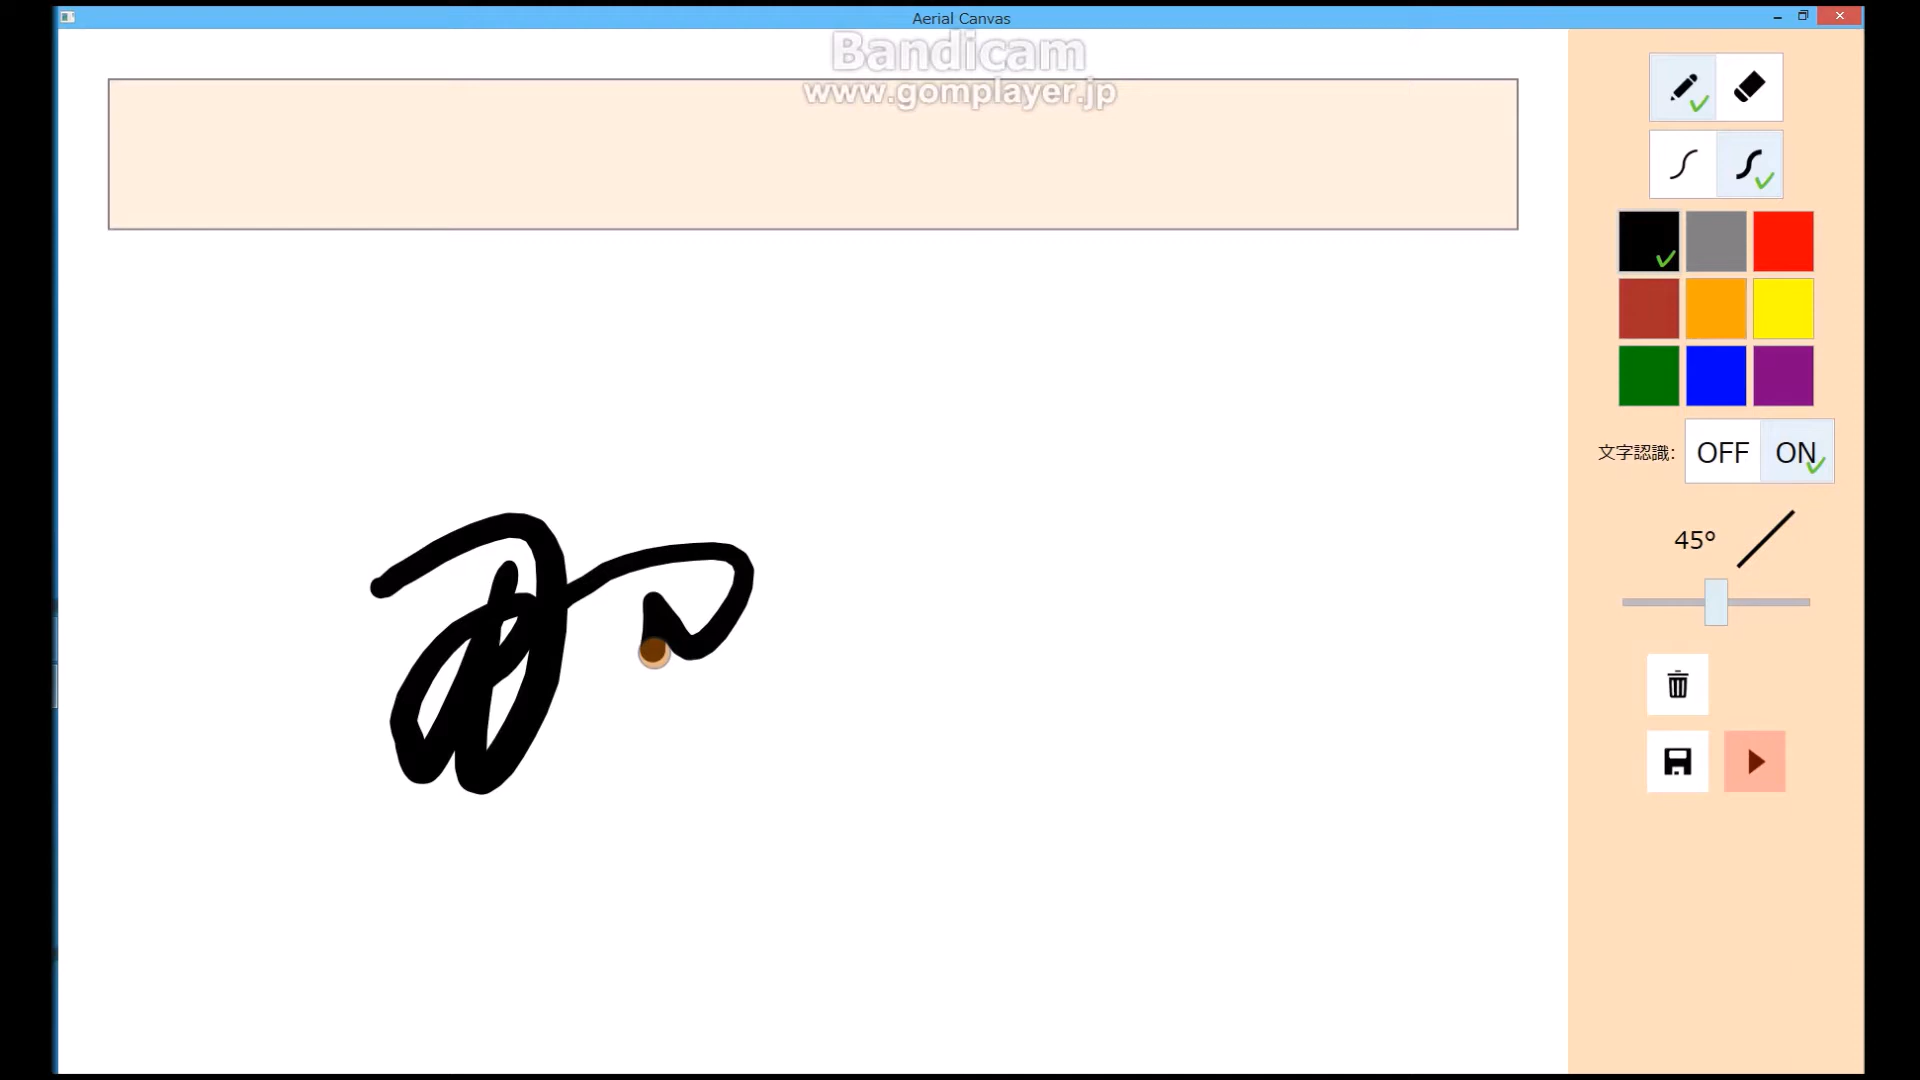 Aerial Canvas
Bandicam
www.gomplayer.jp
文字認識: OFF ON
45°